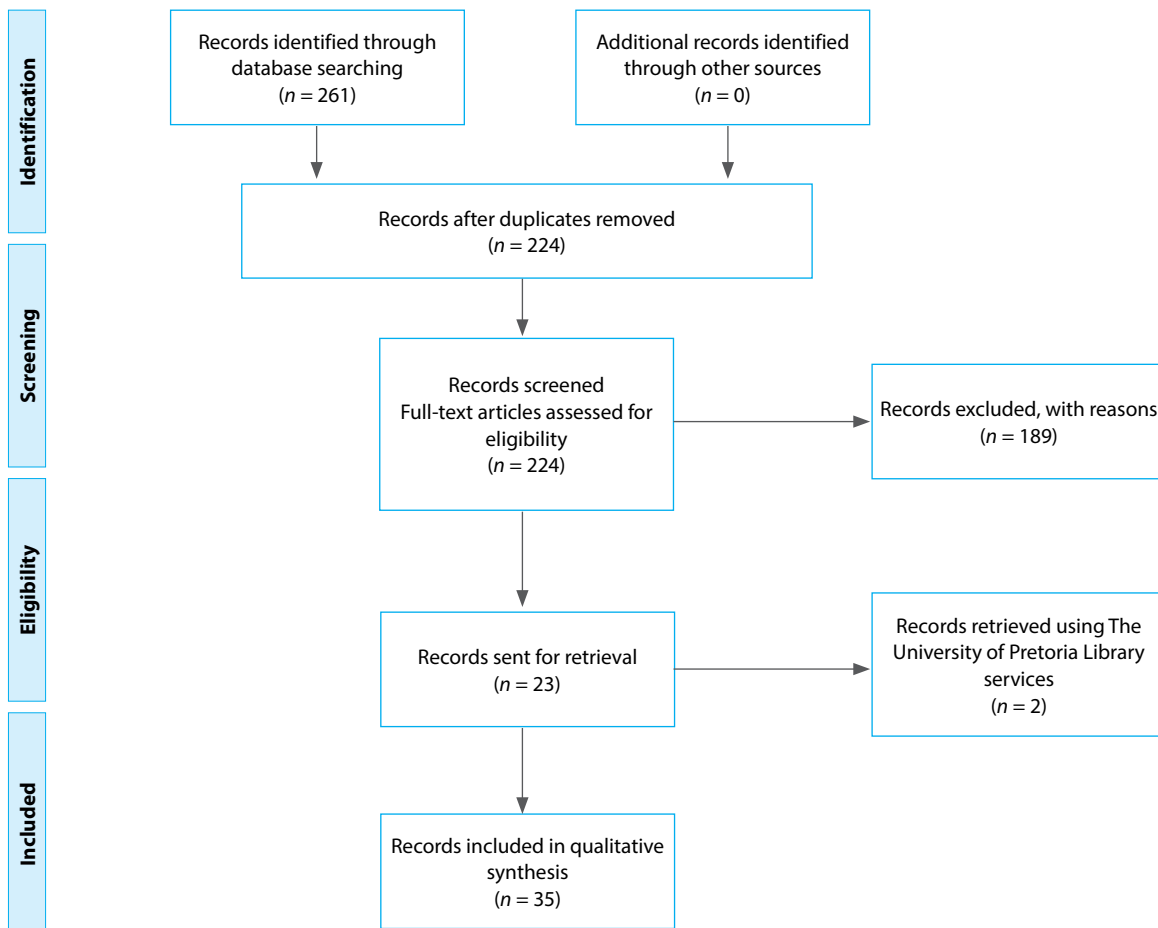 Identification
Records identified through
database searching
(n = 261)
Additional records identified
through other sources
(n = 0)
Records after duplicates removed
(n = 224)
Screening
Records screened
Full-text articles assessed for
eligibility
(n = 224)
Records excluded, with reasons
(n = 189)
Eligibility
Records sent for retrieval
(n = 23)
Records retrieved using The
University of Pretoria Library
services
(n = 2)
Included
Records included in qualitative
synthesis
(n = 35)